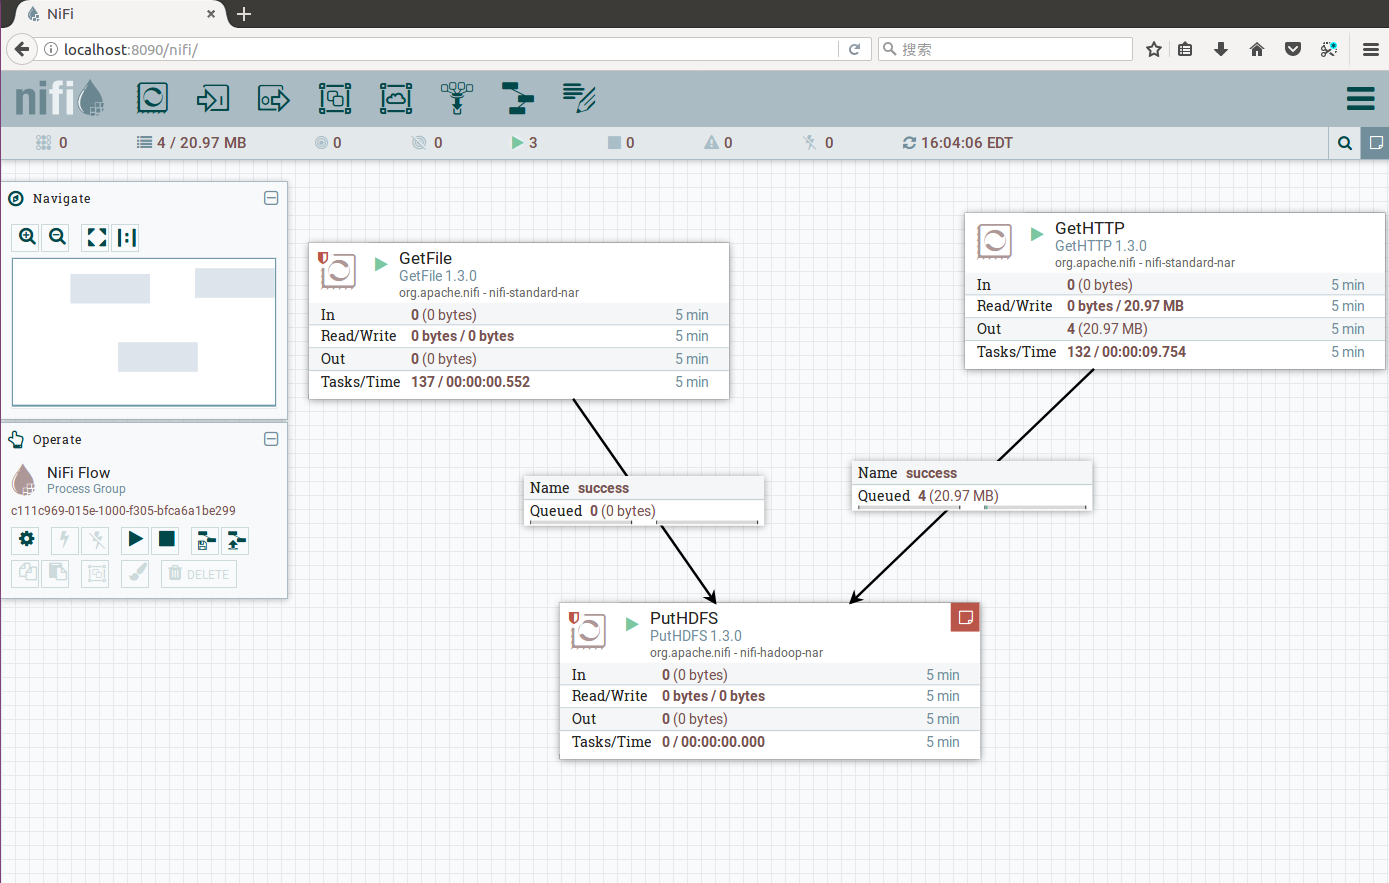 NiFi
localhost:8090/nifi/
搜索
nifi
0
4 / 20.97 MB
0
0
3
0
0
0
16:04:06 EDT
Navigate
Operate
NiFi Flow
Process Group
c111c969-015e-1000-f305-bfca6a1be299
DELETE
GetFile
GetFile 1.3.0
org.apache.nifi - nifi-standard-nar
In 0 (0 bytes) 5 min
Read/Write 0 bytes / 0 bytes 5 min
Out 0 (0 bytes) 5 min
Tasks/Time 137 / 00:00:00.552 5 min
GetHTTP
GetHTTP 1.3.0
org.apache.nifi - nifi-standard-nar
In 0 (0 bytes) 5 min
Read/Write 0 bytes / 20.97 MB 5 min
Out 4 (20.97 MB) 5 min
Tasks/Time 132 / 00:00:09.754 5 min
Name success
Queued 0 (0 bytes)
Name success
Queued 4 (20.97 MB)
PutHDFS
PutHDFS 1.3.0
org.apache.nifi - nifi-hadoop-nar
In 0 (0 bytes) 5 min
Read/Write 0 bytes / 0 bytes 5 min
Out 0 (0 bytes) 5 min
Tasks/Time 0 / 00:00:00.000 5 min